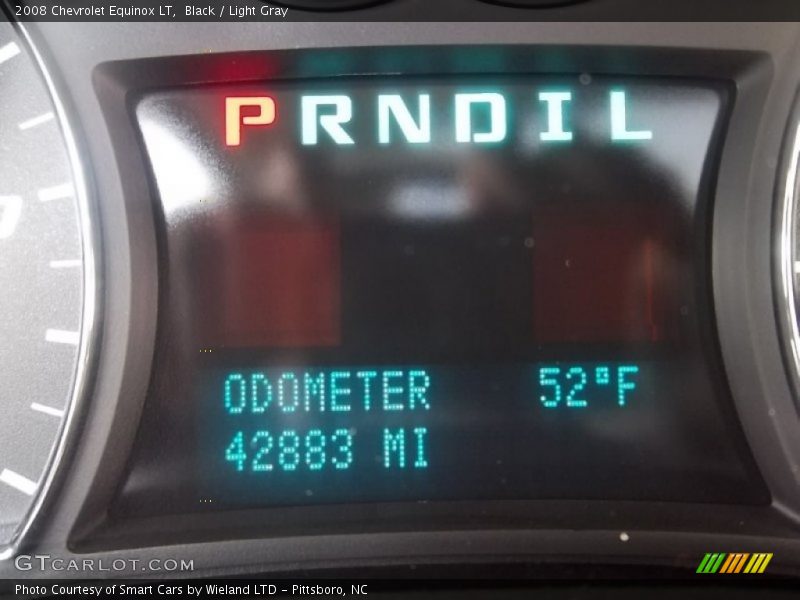 2008 Chevrolet Equinox LT,  Black / Light Gray
P R N D I L
ODOMETER 52°F
42883 MI
GTCARLOT.COM
Photo Courtesy of Smart Cars by Wieland LTD - Pittsboro, NC